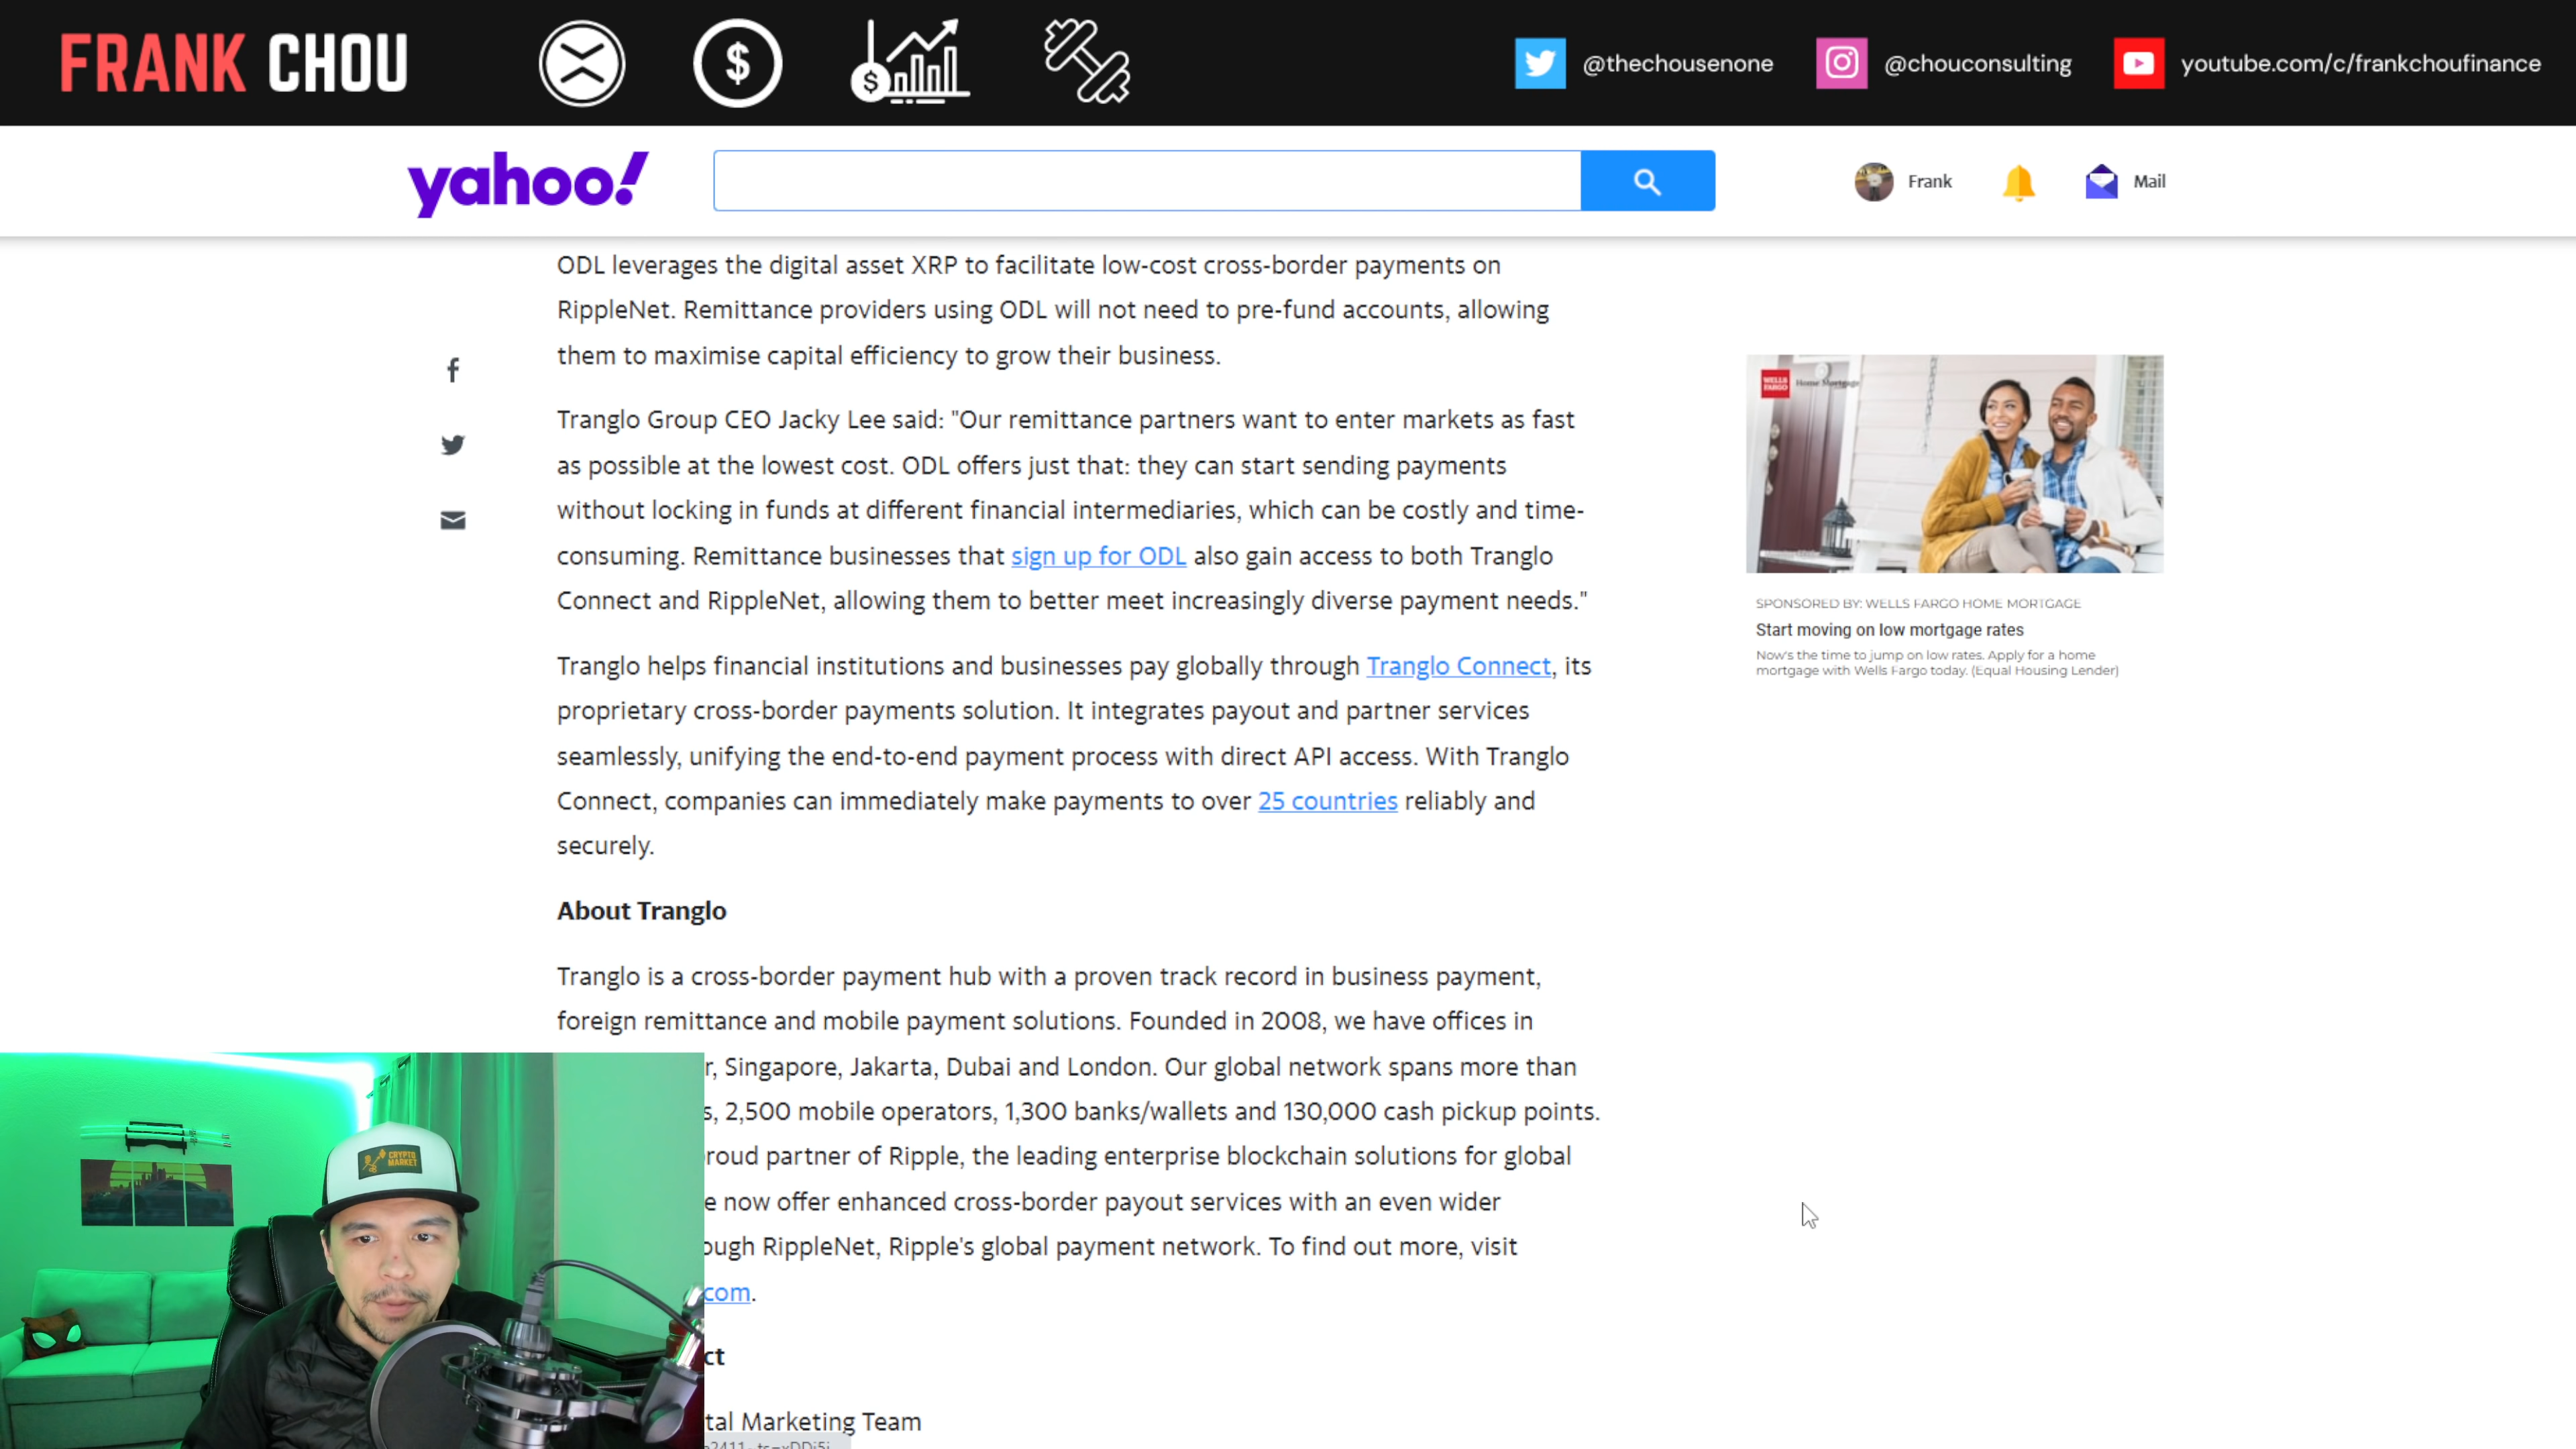 FRANK CHOU
@thechousenone
@chouconsulting
youtube.com/c/frankchoufinance
yahoo!
Frank
Mail
ODL leverages the digital asset XRP to facilitate low-cost cross-border payments on
RippleNet. Remittance providers using ODL will not need to pre-fund accounts, allowing
them to maximise capital efficiency to grow their business.
Tranglo Group CEO Jacky Lee said: "Our remittance partners want to enter markets as fast
as possible at the lowest cost. ODL offers just that: they can start sending payments
without locking in funds at different financial intermediaries, which can be costly and time-
consuming. Remittance businesses that sign up for ODL also gain access to both Tranglo
Connect and RippleNet, allowing them to better meet increasingly diverse payment needs."
Tranglo helps financial institutions and businesses pay globally through Tranglo Connect, its
proprietary cross-border payments solution. It integrates payout and partner services
seamlessly, unifying the end-to-end payment process with direct API access. With Tranglo
Connect, companies can immediately make payments to over 25 countries reliably and
securely.
WELLS FARGO
Home Mortgage
SPONSORED BY: WELLS FARGO HOME MORTGAGE
Start moving on low mortgage rates
Now's the time to jump on low rates. Apply for a home
mortgage with Wells Fargo today. (Equal Housing Lender)
About Tranglo
Tranglo is a cross-border payment hub with a proven track record in business payment,
foreign remittance and mobile payment solutions. Founded in 2008, we have offices in
r, Singapore, Jakarta, Dubai and London. Our global network spans more than
s, 2,500 mobile operators, 1,300 banks/wallets and 130,000 cash pickup points.
roud partner of Ripple, the leading enterprise blockchain solutions for global
e now offer enhanced cross-border payout services with an even wider
ough RippleNet, Ripple's global payment network. To find out more, visit
com.
ct
tal Marketing Team
CRYPTO
MARKET